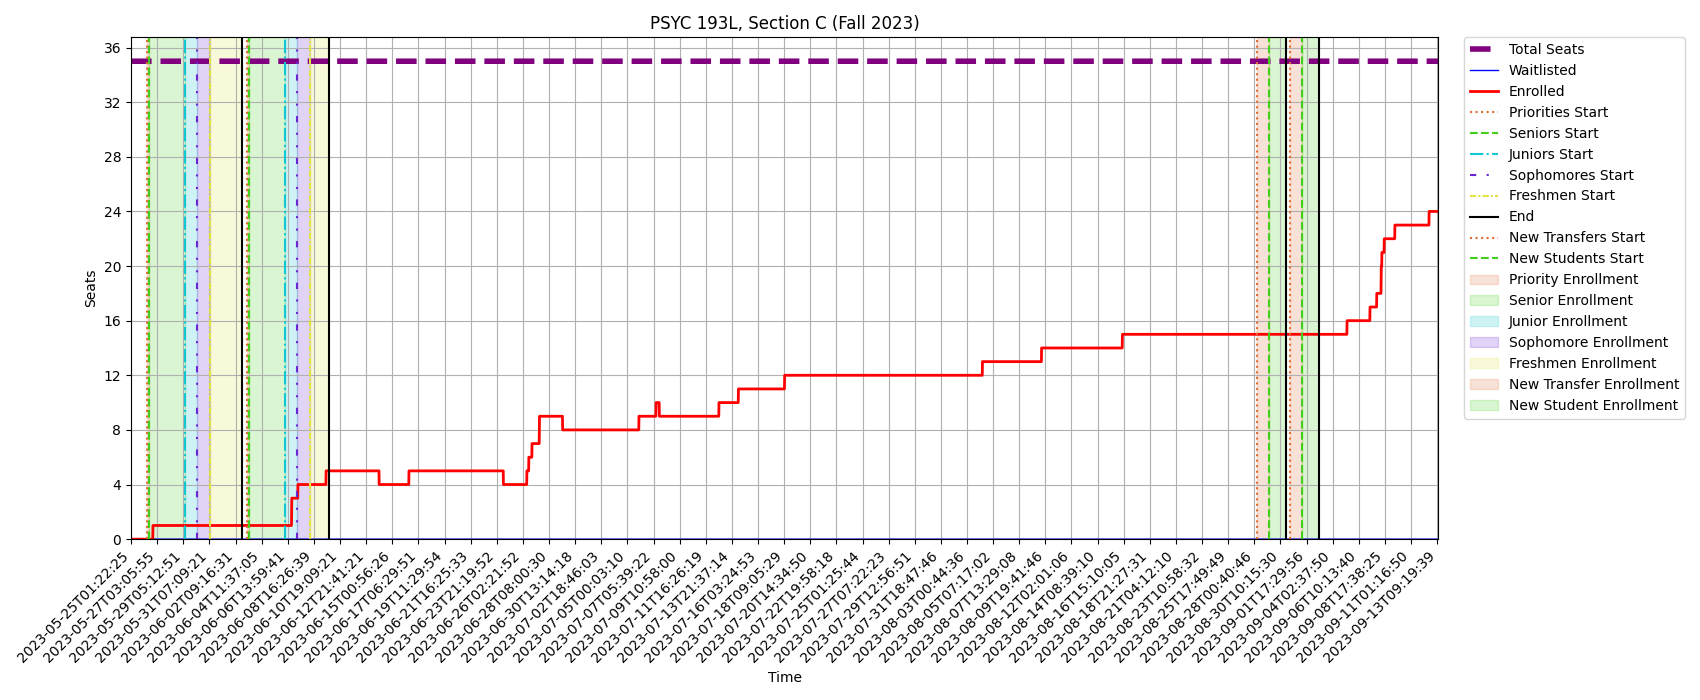 PSYC 193L, Section C (Fall 2023)
Seats
36
32
28
24
20
16
12
8
4
0
2023-05-25T01:22:25
2023-05-27T03:05:55
2023-05-29T05:12:51
2023-05-31T07:09:21
2023-06-02T09:16:31
2023-06-04T11:37:05
2023-06-06T13:59:41
2023-06-08T16:26:39
2023-06-10T19:09:21
2023-06-12T21:41:21
2023-06-15T00:56:26
2023-06-17T06:29:51
2023-06-19T11:29:54
2023-06-21T16:25:33
2023-06-23T21:19:52
2023-06-26T02:21:52
2023-06-28T08:00:30
2023-06-30T13:14:18
2023-07-02T18:46:03
2023-07-05T00:03:16
2023-07-07T05:39:22
2023-07-09T10:58:00
2023-07-11T16:26:19
2023-07-13T21:37:14
2023-07-16T03:24:53
2023-07-18T09:05:29
2023-07-20T14:34:50
2023-07-22T19:58:18
2023-07-25T01:25:44
2023-07-27T07:22:23
2023-07-29T12:56:51
2023-07-31T18:47:46
2023-08-03T00:44:36
2023-08-05T07:17:02
2023-08-07T13:29:08
2023-08-09T19:41:46
2023-08-12T02:01:06
2023-08-14T08:39:10
2023-08-16T15:10:05
2023-08-18T21:27:31
2023-08-21T04:12:10
2023-08-23T10:58:32
2023-08-25T17:49:49
2023-08-28T00:40:46
2023-08-30T10:15:30
2023-09-01T17:29:56
2023-09-04T02:37:50
2023-09-06T10:13:40
2023-09-08T17:38:25
2023-09-11T01:16:50
2023-09-13T09:19:39
Time
Total Seats
Waitlisted
Enrolled
Priorities Start
Seniors Start
Juniors Start
Sophomores Start
Freshmen Start
End
New Transfers Start
New Students Start
Priority Enrollment
Senior Enrollment
Junior Enrollment
Sophomore Enrollment
Freshmen Enrollment
New Transfer Enrollment
New Student Enrollment